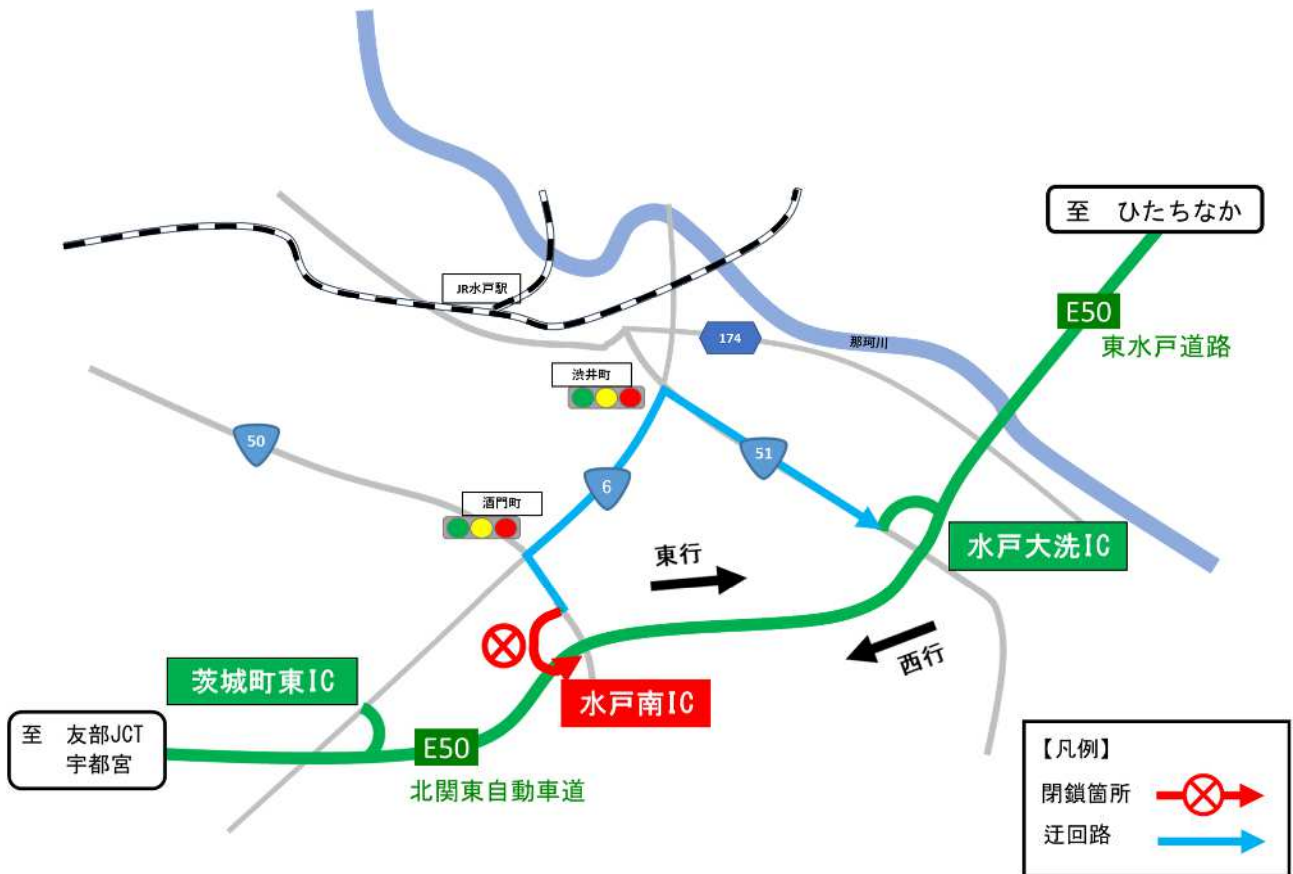 至 ひたちなか
E50
東水戸道路
JR水戸駅
174
那珂川
渋井町
50
51
6
酒門町
水戸大洗IC
東行
西行
茨城町東IC
水戸南IC
至 友部JCT
宇都宮
E50
北関東自動車道
【凡例】
閉鎖箇所
迂回路